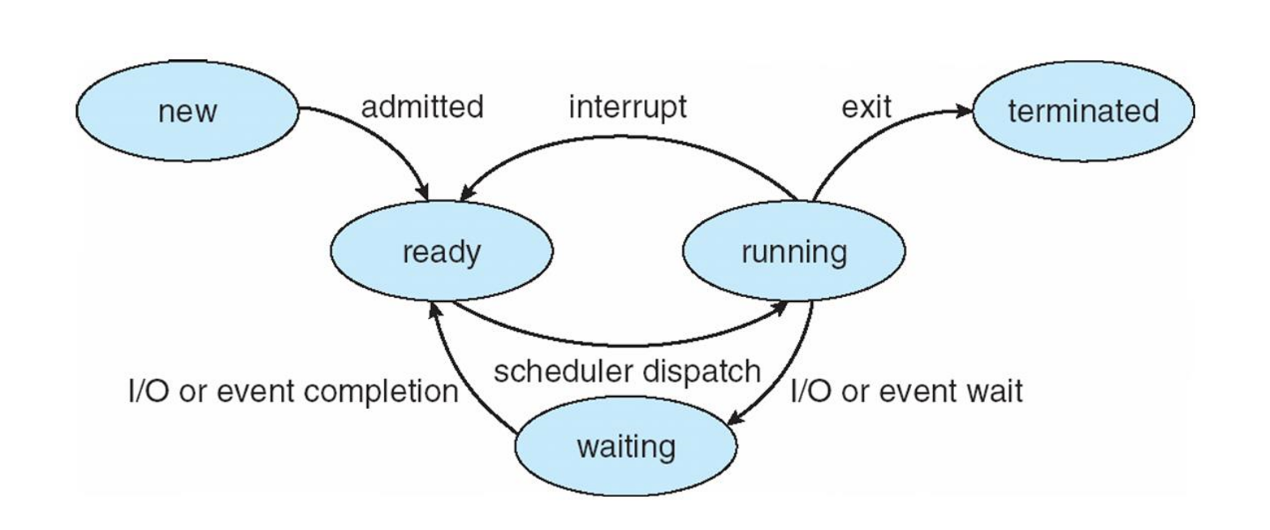 new
admitted
interrupt
exit
terminated
ready
running
scheduler dispatch
I/O or event completion
I/O or event wait
waiting